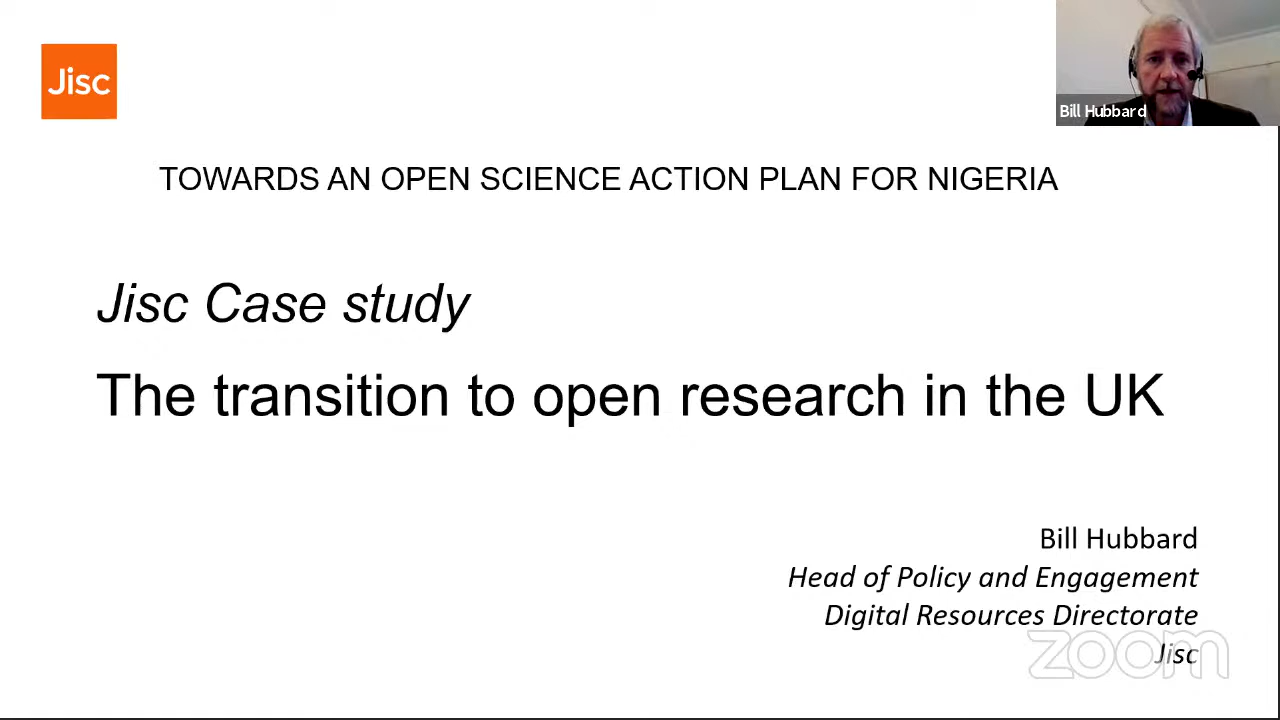 Jisc
Bill Hubbard
TOWARDS AN OPEN SCIENCE ACTION PLAN FOR NIGERIA
Jisc Case study
The transition to open research in the UK
Bill Hubbard
Head of Policy and Engagement
Digital Resources Directorate
Jisc
zoom